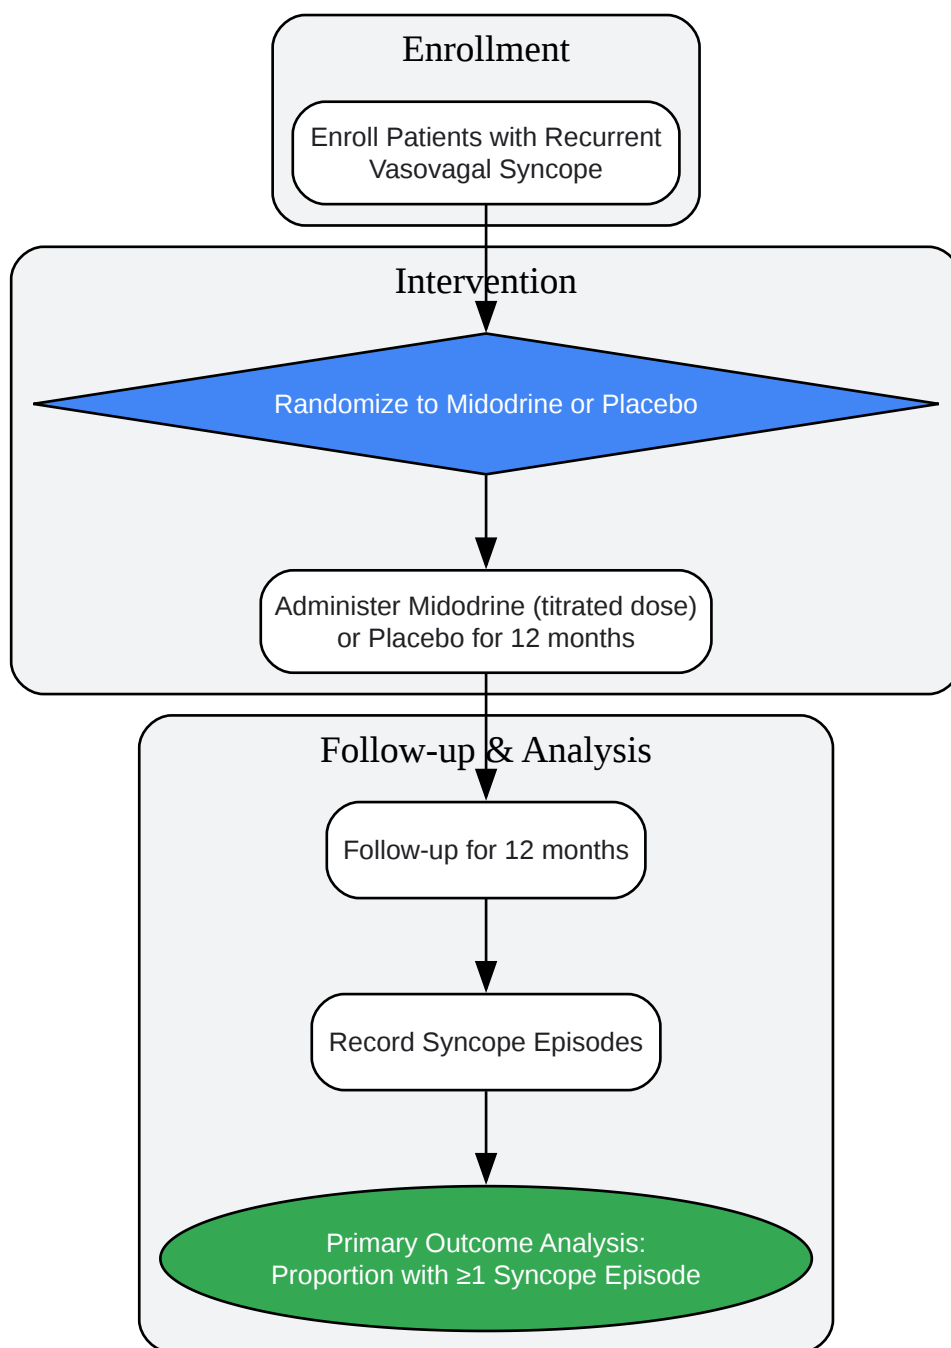 Enrollment
Enroll Patients with Recurrent
Vasovagal Syncope
Intervention
Randomize to Midodrine or Placebo
Administer Midodrine (titrated dose)
or Placebo for 12 months
Follow-up & Analysis
Follow-up for 12 months
Record Syncope Episodes
Primary Outcome Analysis:
Proportion with ≥1 Syncope Episode